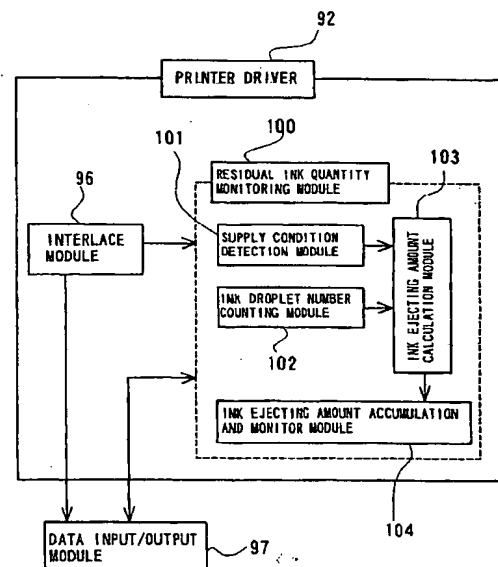 92
PRINTER DRIVER
100
103
101
RESIDUAL INK QUANTITY
MONITORING MODULE
96
INTERLACE
MODULE
SUPPLY CONDITION
DETECTION MODULE
INK EJECTING AMOUNT
CALCULATION MODULE
INK DROPLET NUMBER
COUNTING MODULE
102
INK EJECTING AMOUNT ACCUMULATION
AND MONITOR MODULE
104
DATA INPUT/OUTPUT
MODULE
97